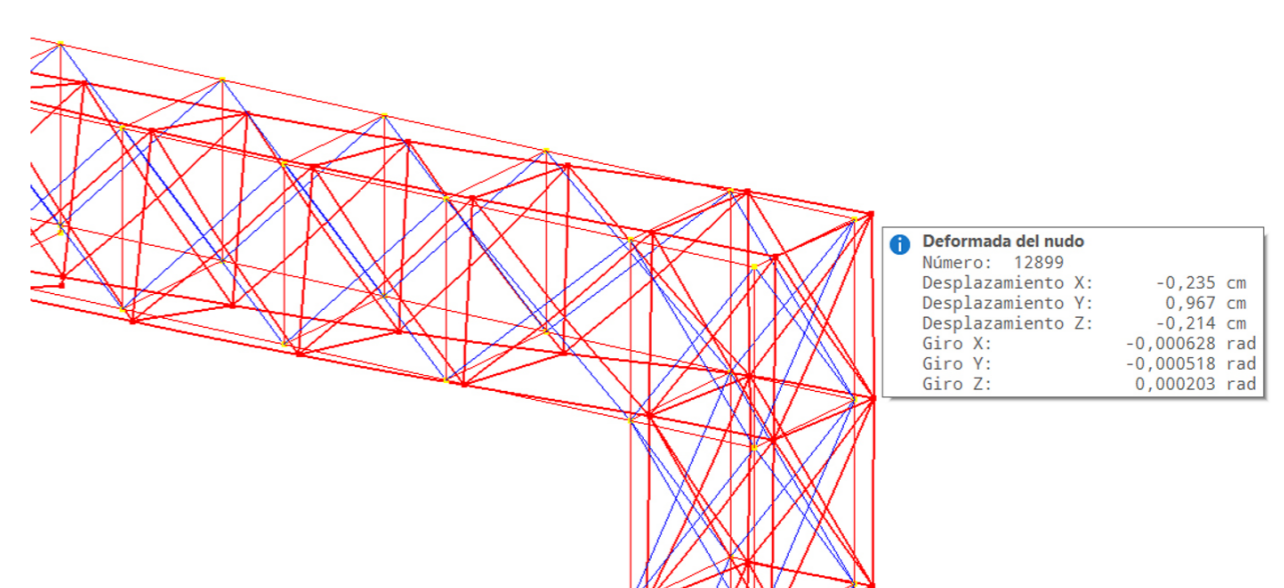 Deformada del nudo
Número: 12899
Desplazamiento X: -0,235 cm
Desplazamiento Y: 0,967 cm
Desplazamiento Z: -0,214 cm
Giro X: -0,000628 rad
Giro Y: -0,000518 rad
Giro Z: 0,000203 rad